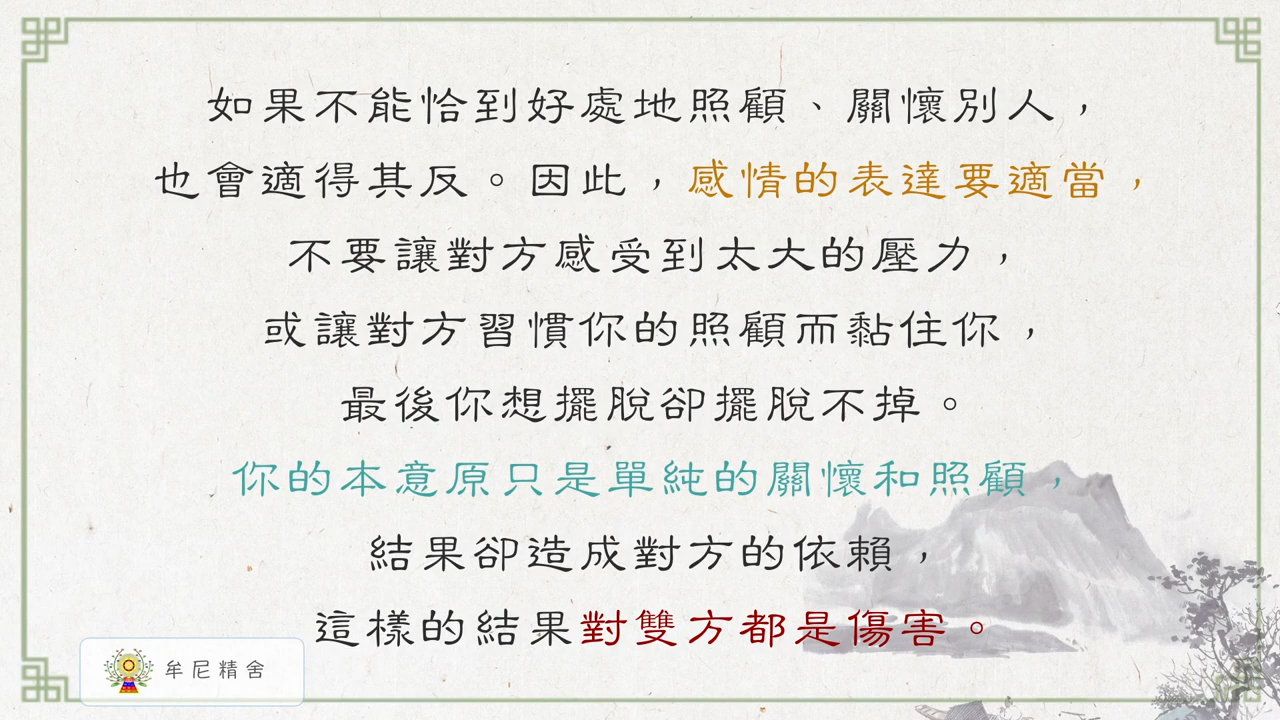 如果不能恰到好處地照顧、關懷別人，
也會適得其反。因此，感情的表達要適當，
不要讓對方感受到太大的壓力，
或讓對方習慣你的照顧而黏住你，
最後你想擺脫卻擺脫不掉。
你的本意原只是單純的關懷和照顧，
結果卻造成對方的依賴，
這樣的結果對雙方都是傷害。
牟尼精舍